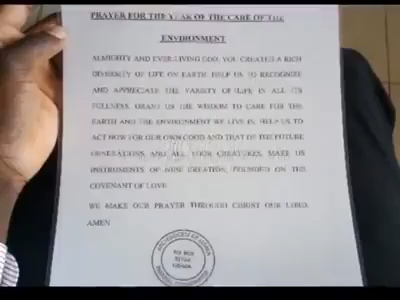 PRAYER FOR THE YEAR OF THE CARE OF THE
ENVIRONMENT
ALMIGHTY AND EVER-LIVING GOD, YOU CREATED A RICH
DIVERSITY OF LIFE ON EARTH. HELP US TO RECOGNIZE
AND APPRECIATE THE VARIETY OF LIFE IN ALL ITS
FULLNESS. GRANT US THE WISDOM TO CARE FOR THE
EARTH AND THE ENVIRONMENT WE LIVE IN. HELP US TO
ACT NOW FOR OUR OWN GOOD AND THAT OF THE FUTURE
GENERATIONS AND ALL YOUR CREATURES. MAKE US
INSTRUMENTS OF NEW CREATION, FOUNDED ON THE
COVENANT OF LOVE.
WE MAKE OUR PRAYER THROUGH CHRIST OUR LORD.
AMEN
PO BOX